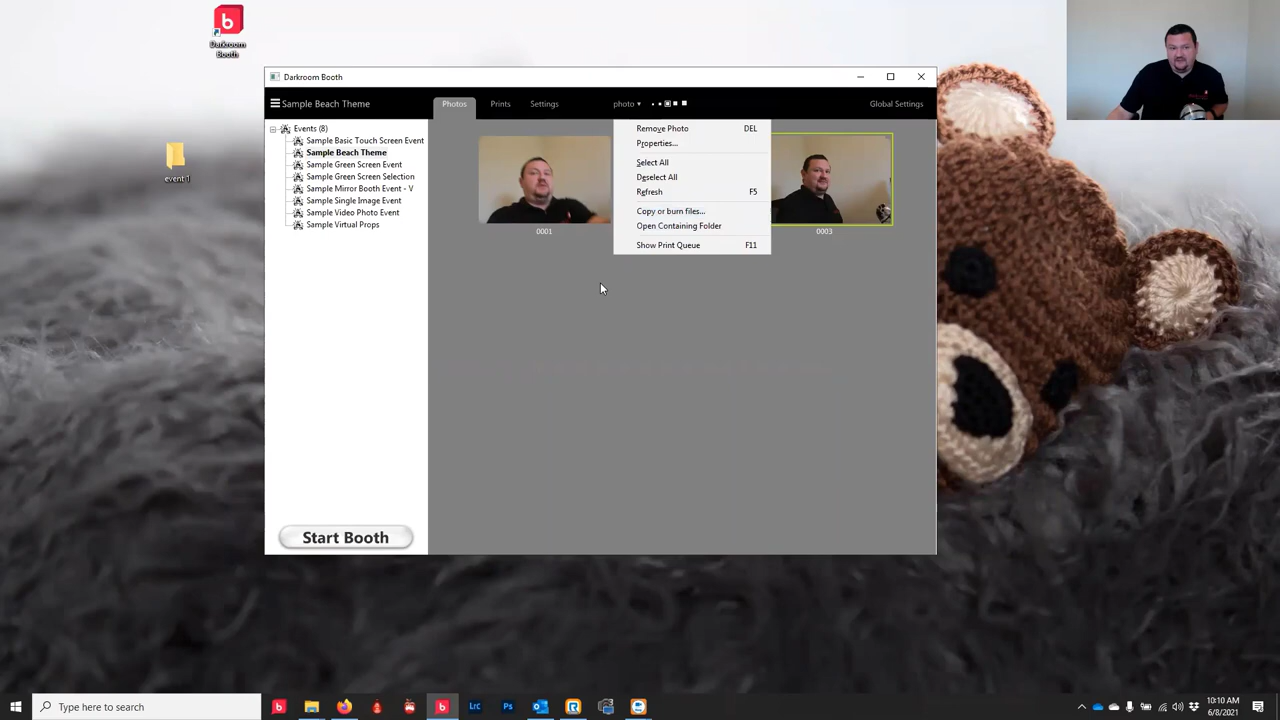 b
Darkroom
Booth
event 1
Darkroom Booth
Sample Beach Theme
Photos
Prints
Settings
photo
Global Settings
Events (8)
Sample Basic Touch Screen Event
Sample Beach Theme
Sample Green Screen Event
Sample Green Screen Selection
Sample Mirror Booth Event - V
Sample Single Image Event
Sample Video Photo Event
Sample Virtual Props
Start Booth
0001
0003
Remove Photo DEL
Properties...
Select All
Deselect All
Refresh F5
Copy or burn files...
Open Containing Folder
Show Print Queue F11
Type here to search
b
b
Lrc
Ps
10:10 AM
6/8/2021